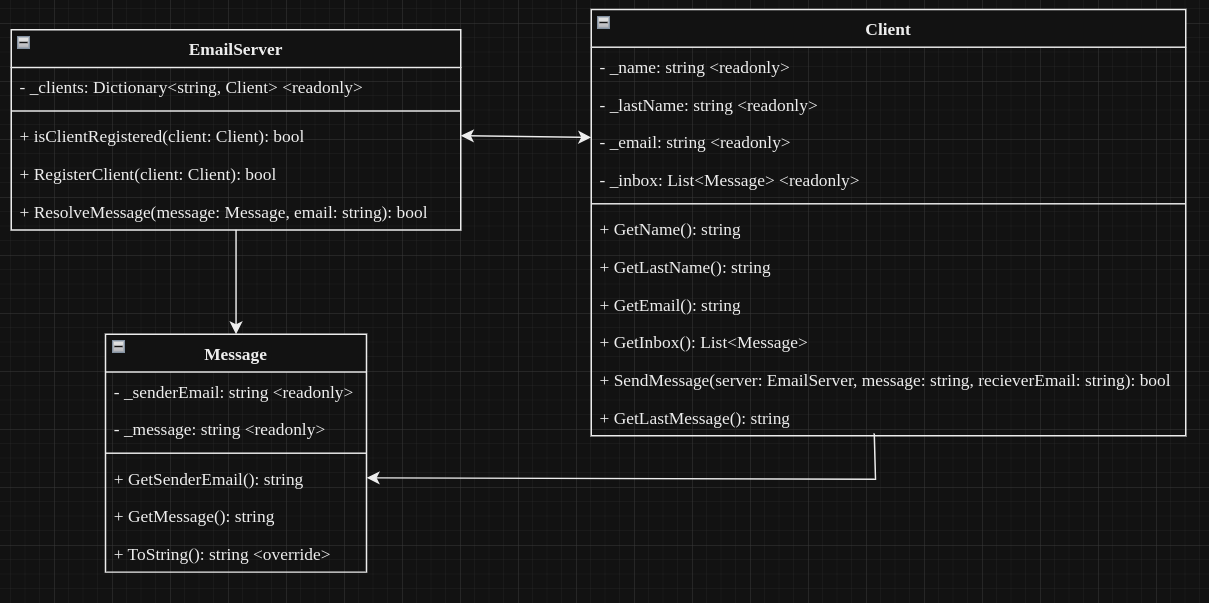 EmailServer
- _clients: Dictionary<string, Client> <readonly>
+ isClientRegistered(client: Client): bool
+ RegisterClient(client: Client): bool
+ ResolveMessage(message: Message, email: string): bool
Client
- _name: string <readonly>
- _lastName: string <readonly>
- _email: string <readonly>
- _inbox: List<Message> <readonly>
+ GetName(): string
+ GetLastName(): string
+ GetEmail(): string
+ GetInbox(): List<Message>
+ SendMessage(server: EmailServer, message: string, recieverEmail: string): bool
+ GetLastMessage(): string
Message
- _senderEmail: string <readonly>
- _message: string <readonly>
+ GetSenderEmail(): string
+ GetMessage(): string
+ ToString(): string <override>